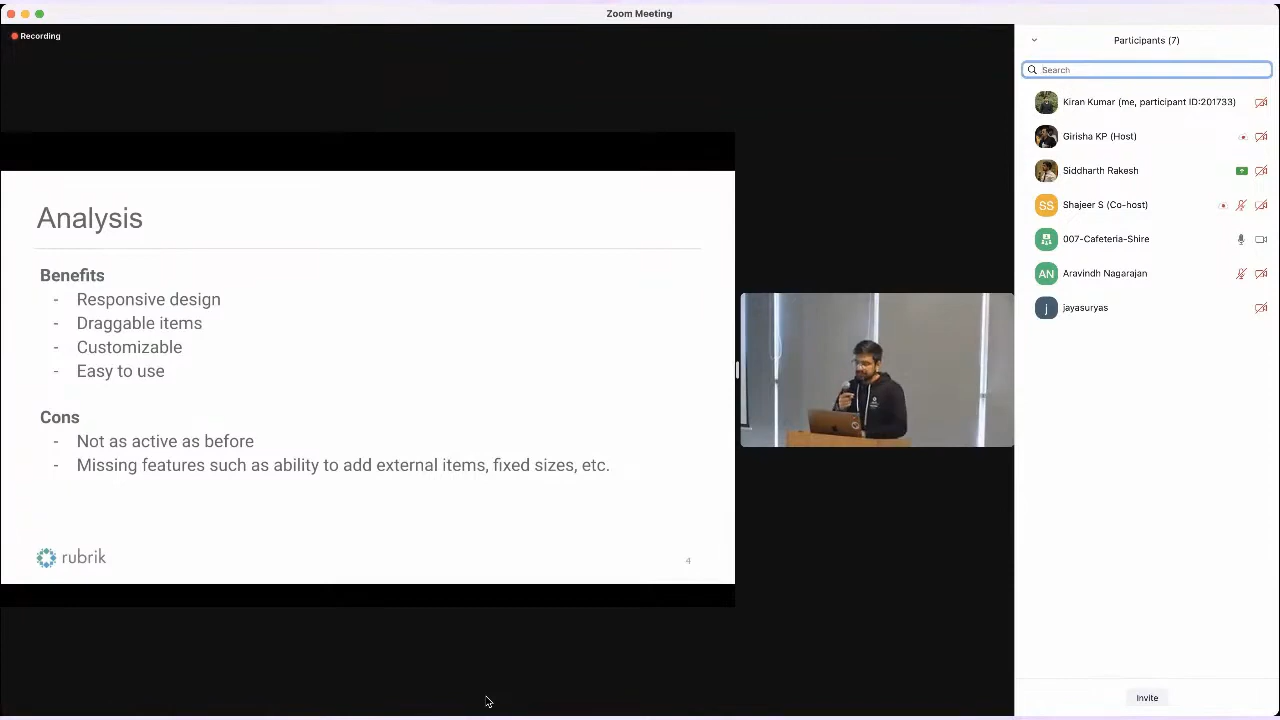 Zoom Meeting
Recording
Analysis
Benefits
- Responsive design
- Draggable items
- Customizable
- Easy to use
Cons
- Not as active as before
- Missing features such as ability to add external items, fixed sizes, etc.
rubrik
4
Participants (7)
Search
Kiran Kumar (me, participant ID:201733)
Girisha KP (Host)
Siddharth Rakesh
SS Shajeer S (Co-host)
007-Cafeteria-Shire
AN Aravindh Nagarajan
j jayasuryas
Invite